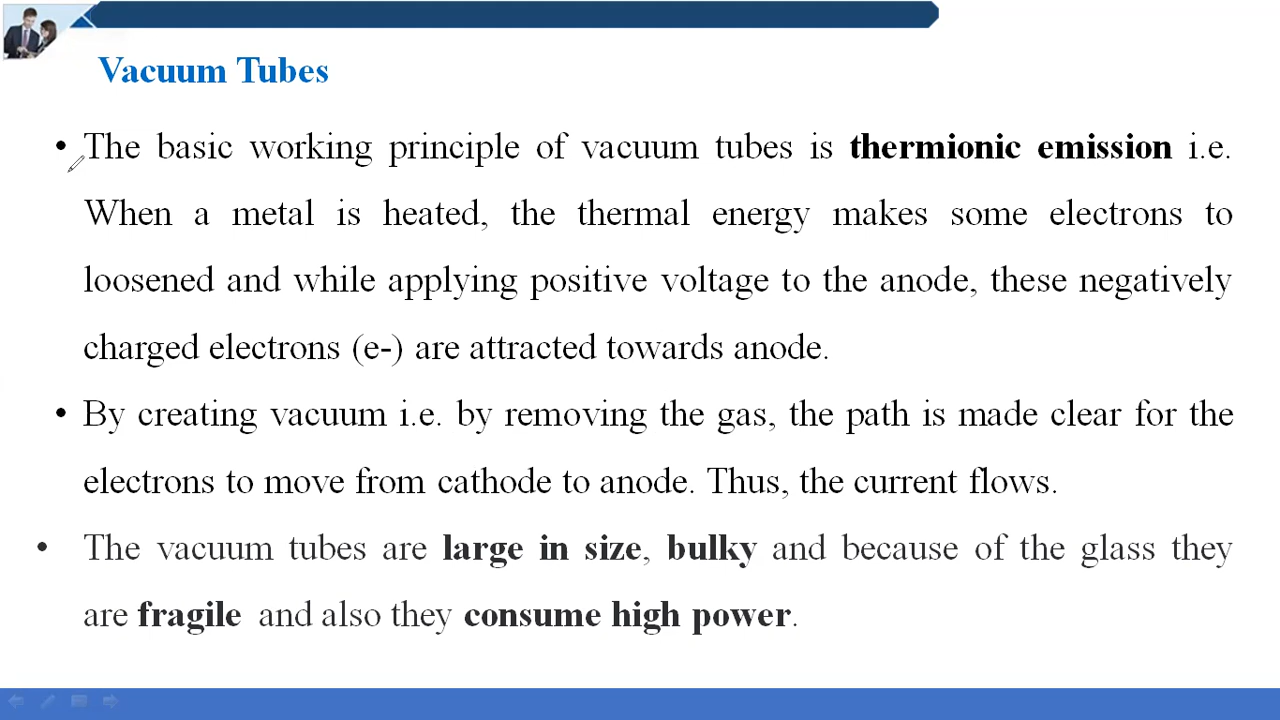 Vacuum Tubes
• The basic working principle of vacuum tubes is thermionic emission i.e.
When a metal is heated, the thermal energy makes some electrons to
loosened and while applying positive voltage to the anode, these negatively
charged electrons (e-) are attracted towards anode.
• By creating vacuum i.e. by removing the gas, the path is made clear for the
electrons to move from cathode to anode. Thus, the current flows.
• The vacuum tubes are large in size, bulky and because of the glass they
are fragile and also they consume high power.